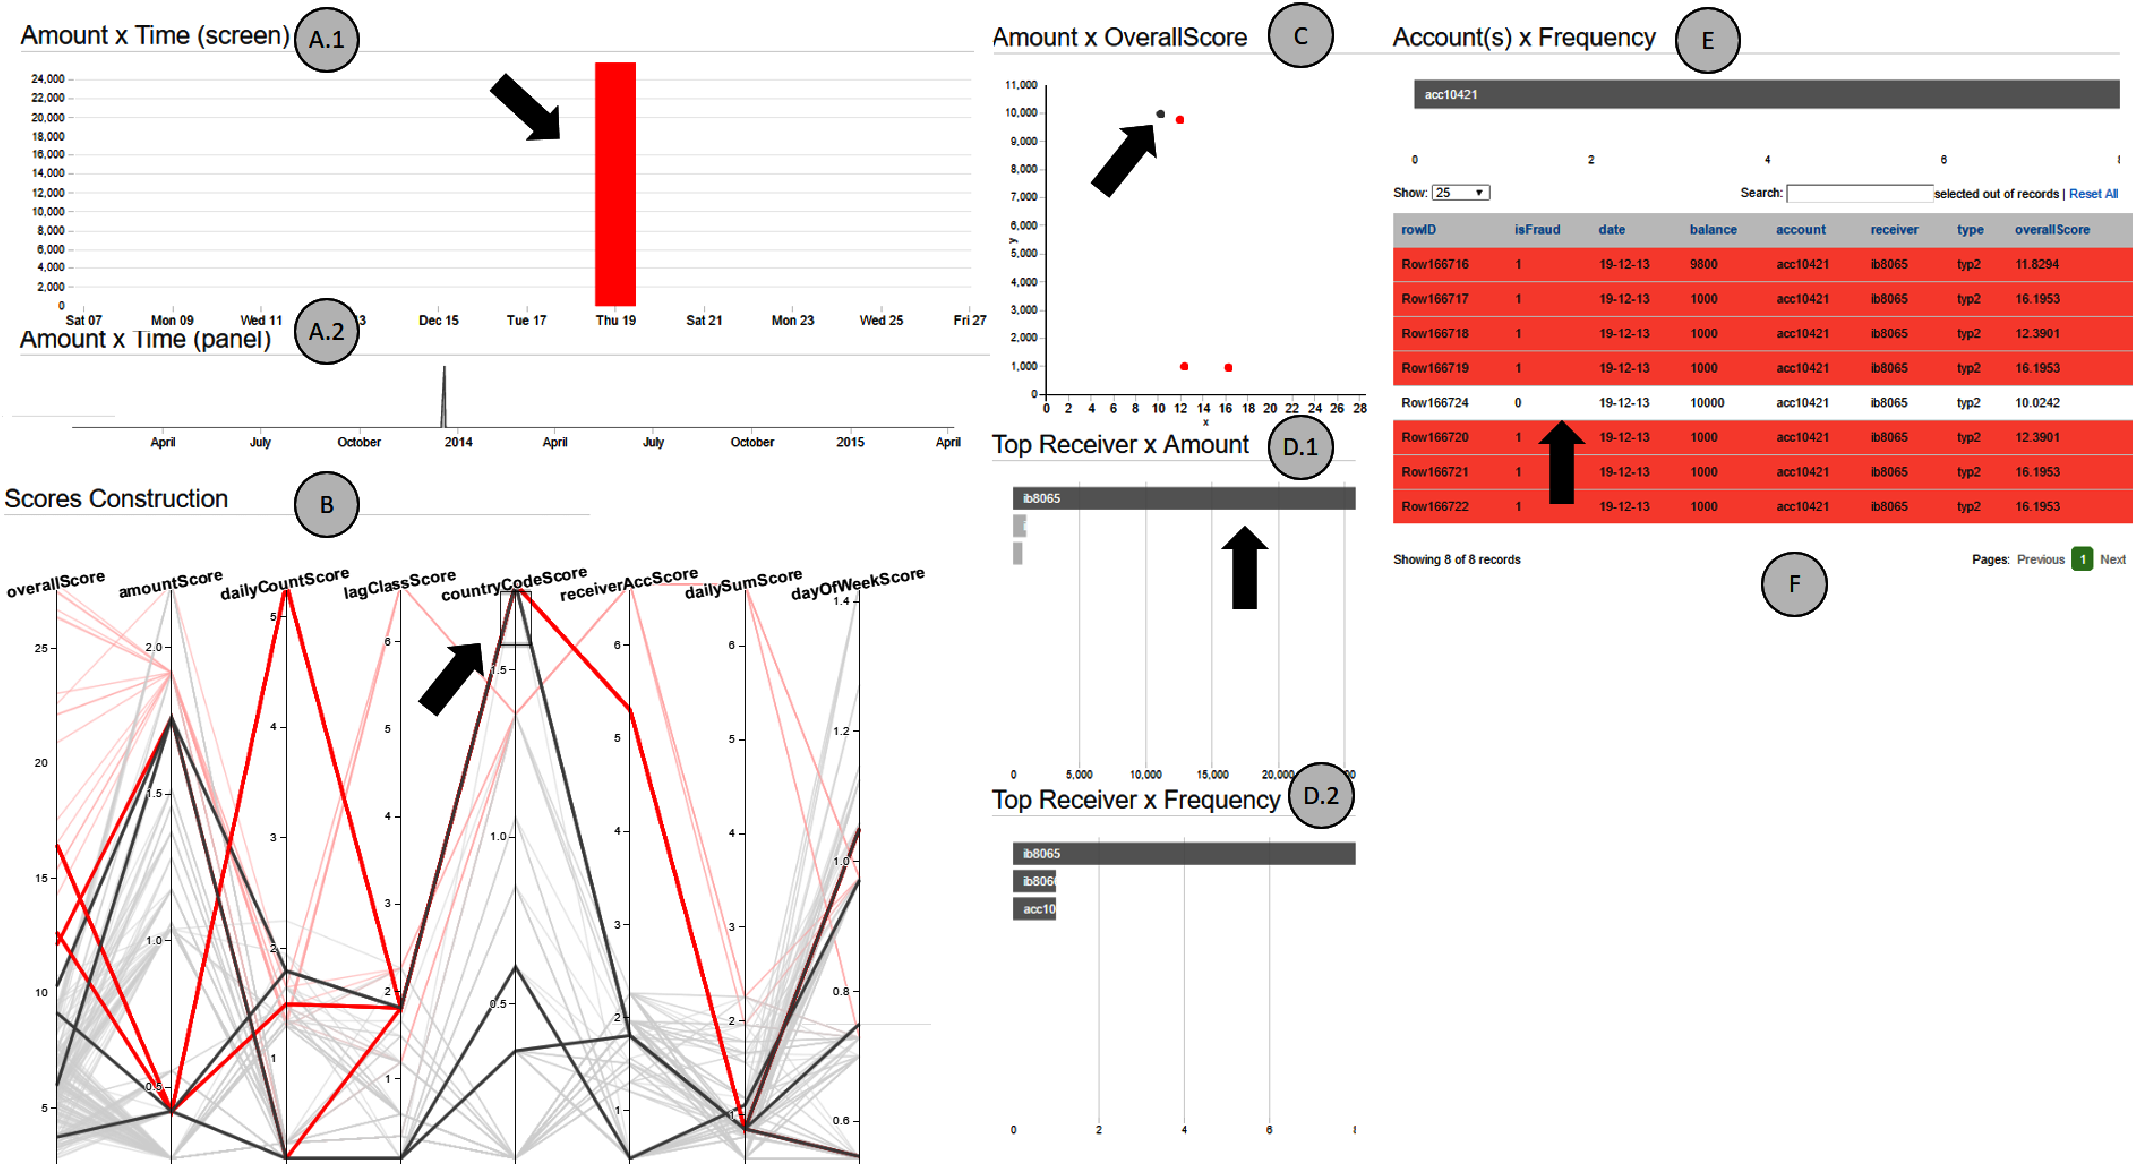 Amount x Time (screen)
A.1
24,000
22,000
20,000
18,000
16,000
14,000
12,000
10,000
8,000
6,000
4,000
2,000
0
Sat 07 Mon 09 Wed 11 3 Dec 15 Tue 17 Thu 19 Sat 21 Mon 23 Wed 25 Fri 27
Amount x Time (panel)
A.2
April July October 2014 April July October 2015 April
Scores Construction
B
overallScore amountScore dailyCountScore lagClassScore countryCodeScore receiverAccScore dailySumScore dayOfWeekScore
25
20
15
10
5
2.0
1.5
1.0
0.5
5
4
3
2
1
6
5
4
3
2
1
.5
1.0
0.5
6
5
4
3
2
1
6
5
4
3
2
1
1.4
1.2
1.0
0.8
0.6
Amount x OverallScore
C
11,000
10,000
9,000
8,000
7,000
6,000
y
5,000
4,000
3,000
2,000
1,000
0
0 2 4 6 8 10 12 14 16 18 20 22 24 26 28
x
Top Receiver x Amount
D.1
ib8065
0 5,000 10,000 15,000 20,000 00
Top Receiver x Frequency
D.2
ib8065
ib806
acc10
0 2 4 6 8
Account(s) x Frequency
E
acc10421
0 2 4 6 8
Show: 25 Search: selected out of records | Reset All
rowID isFraud date balance account receiver type overallScore
Row166716 1 19-12-13 9800 acc10421 ib8065 typ2 11.8294
Row166717 1 19-12-13 1000 acc10421 ib8065 typ2 16.1953
Row166718 1 19-12-13 1000 acc10421 ib8065 typ2 12.3901
Row166719 1 19-12-13 1000 acc10421 ib8065 typ2 16.1953
Row166724 0 19-12-13 10000 acc10421 ib8065 typ2 10.0242
Row166720 1 19-12-13 1000 acc10421 ib8065 typ2 12.3901
Row166721 1 19-12-13 1000 acc10421 ib8065 typ2 16.1953
Row166722 1 19-12-13 1000 acc10421 ib8065 typ2 16.1953
Showing 8 of 8 records Pages: Previous 1 Next
F